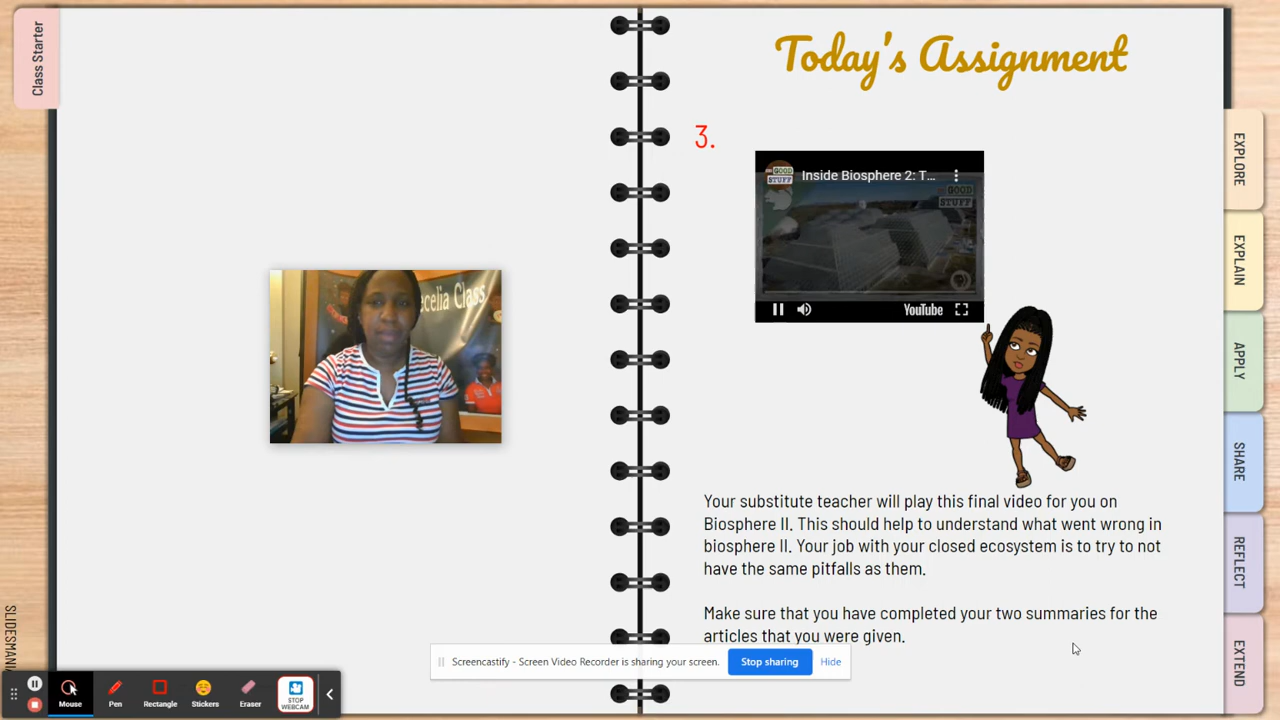 Class Starter
Today's Assignment
3.
Inside Biosphere 2: T...
GOOD
STUFF
GOOD
STUFF
YouTube
ecelia Class
Your substitute teacher will play this final video for you on
Biosphere II. This should help to understand what went wrong in
biosphere II. Your job with your closed ecosystem is to try to not
have the same pitfalls as them.
Make sure that you have completed your two summaries for the
articles that you were given.
EXPLORE
EXPLAIN
APPLY
SHARE
REFLECT
EXTEND
SLIDESMANIA
Screencastify - Screen Video Recorder is sharing your screen.
Stop sharing
Hide
Mouse
Pen
Rectangle
Stickers
Eraser
STOP
WEBCAM